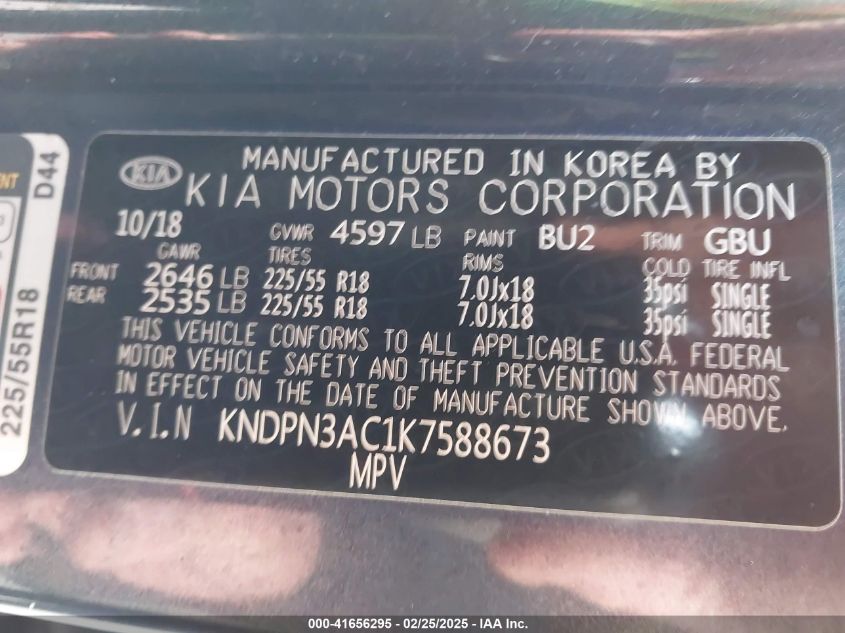 MANUFACTURED IN KOREA BY
KIA KIA MOTORS CORPORATION
10/18 GVWR 4597 LB PAINT BU2 TRIM GBU
GAWR TIRES RIMS COLD TIRE INFL
FRONT 2646 LB 225/55 R18 7.0Jx18 35psi SINGLE
REAR 2535 LB 225/55 R18 7.0Jx18 35psi SINGLE
THIS VEHICLE CONFORMS TO ALL APPLICABLE U.S.A. FEDERAL
MOTOR VEHICLE SAFETY AND THEFT PREVENTION STANDARDS
IN EFFECT ON THE DATE OF MANUFACTURE SHOWN ABOVE.
V.I.N KNDPN3AC1K7588673
MPV
D44
225/55R18
000-41656295 - 02/25/2025 - IAA Inc.